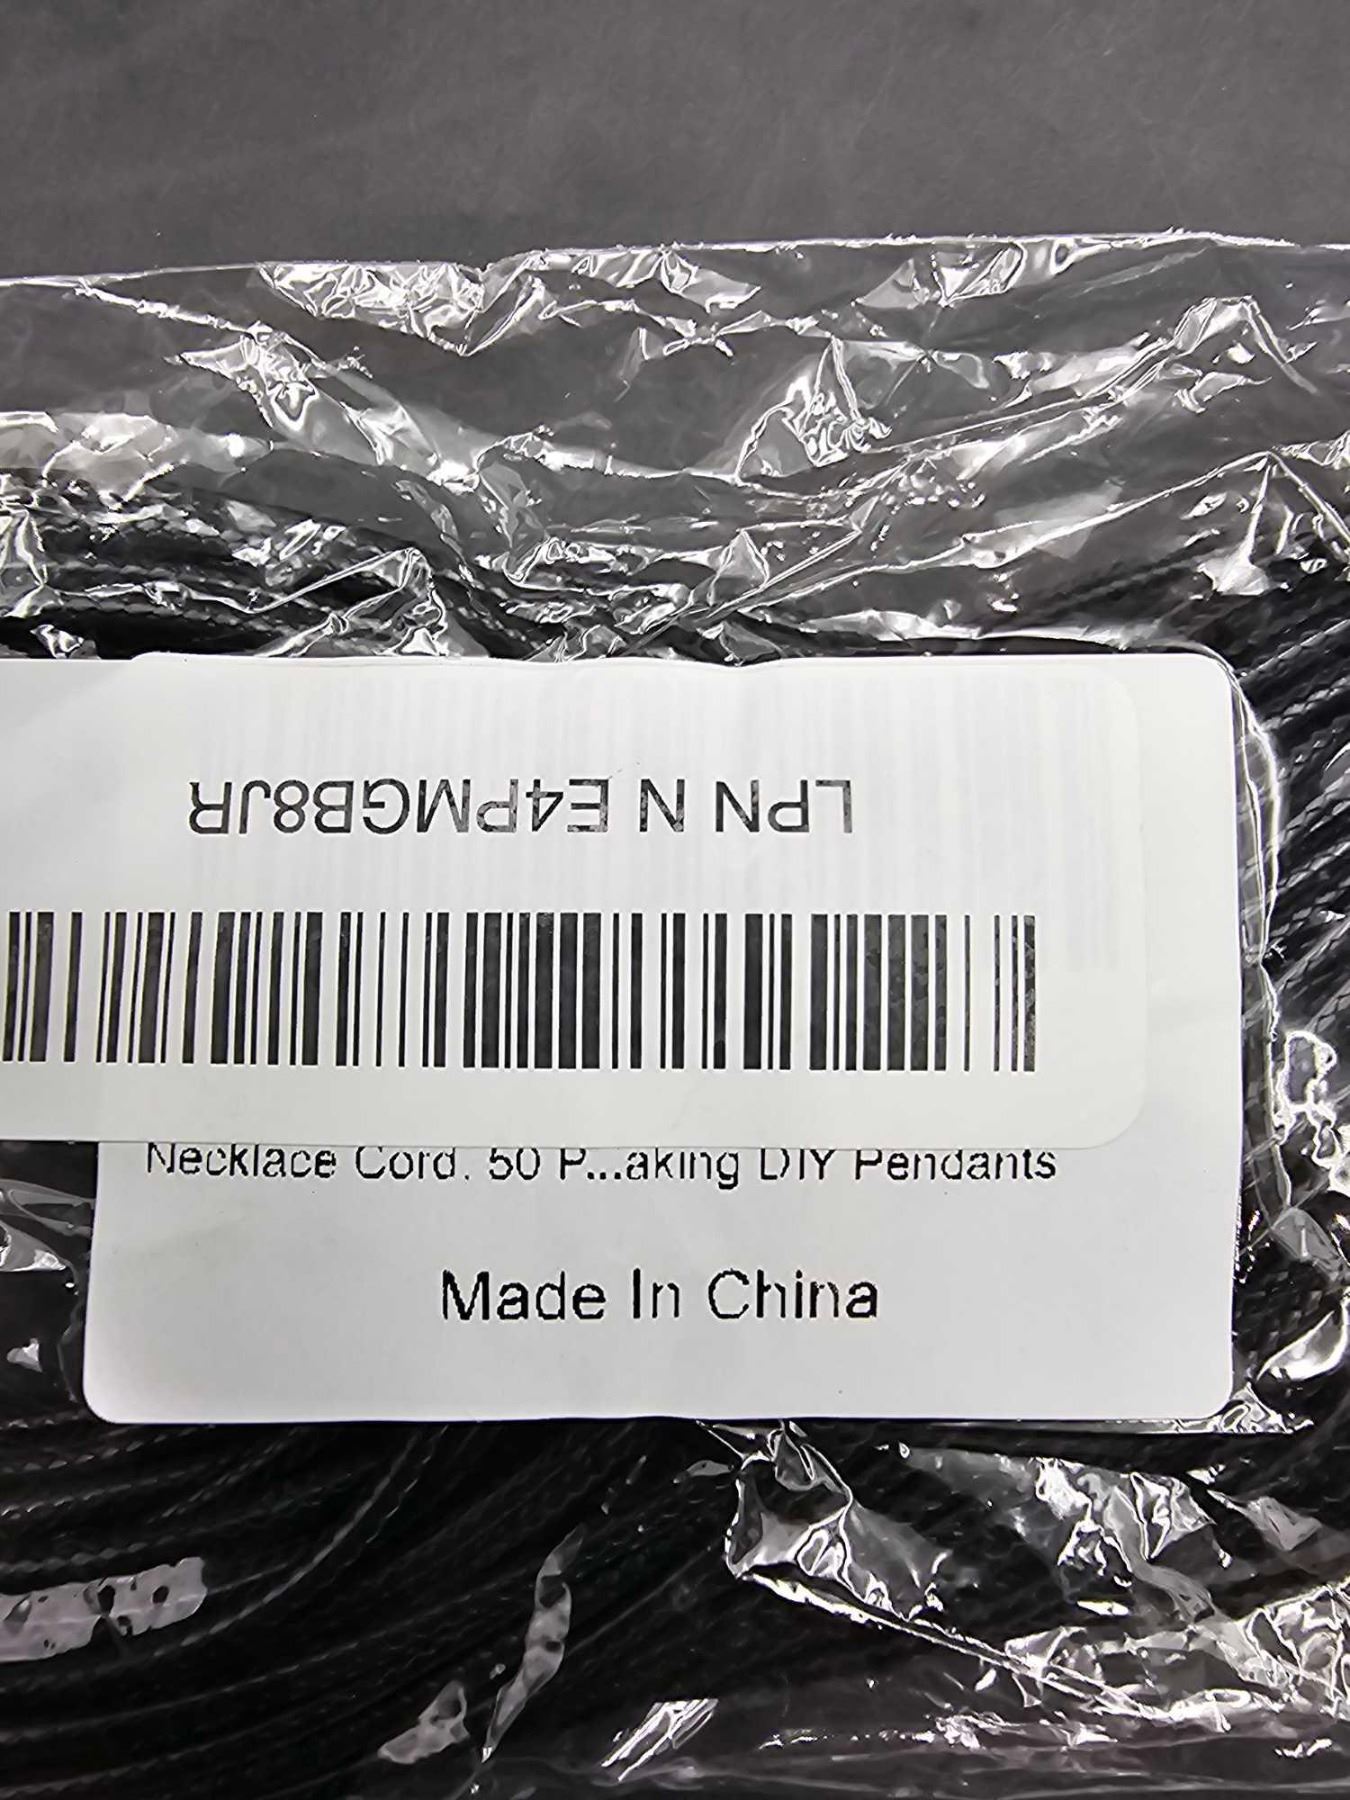 LPN N E4PMGB8JR
Necklace Cord, 50 P...aking DIY Pendants
Made In China